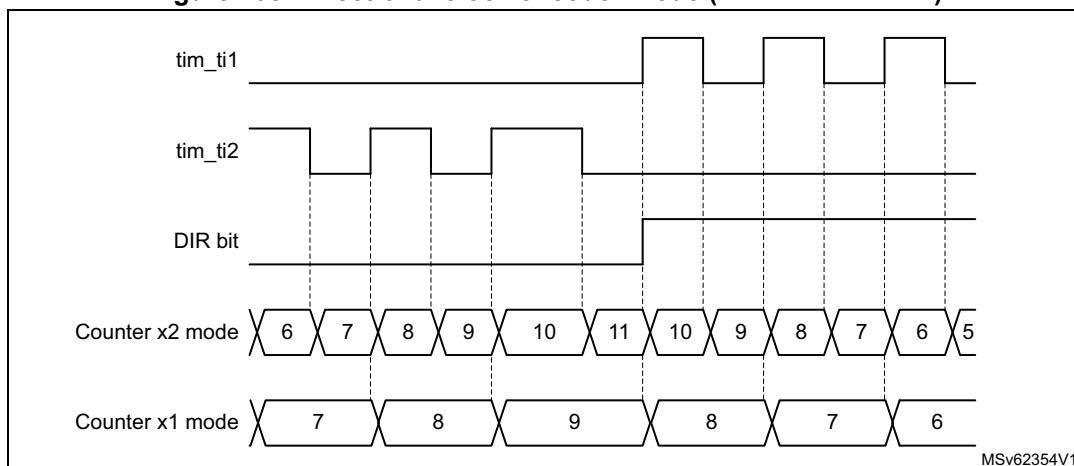 tim_ti1
tim_ti2
DIR bit
Counter x2 mode 6 7 8 9 10 11 10 9 8 7 6 5
Counter x1 mode 7 8 9 8 7 6
MSv62354V1